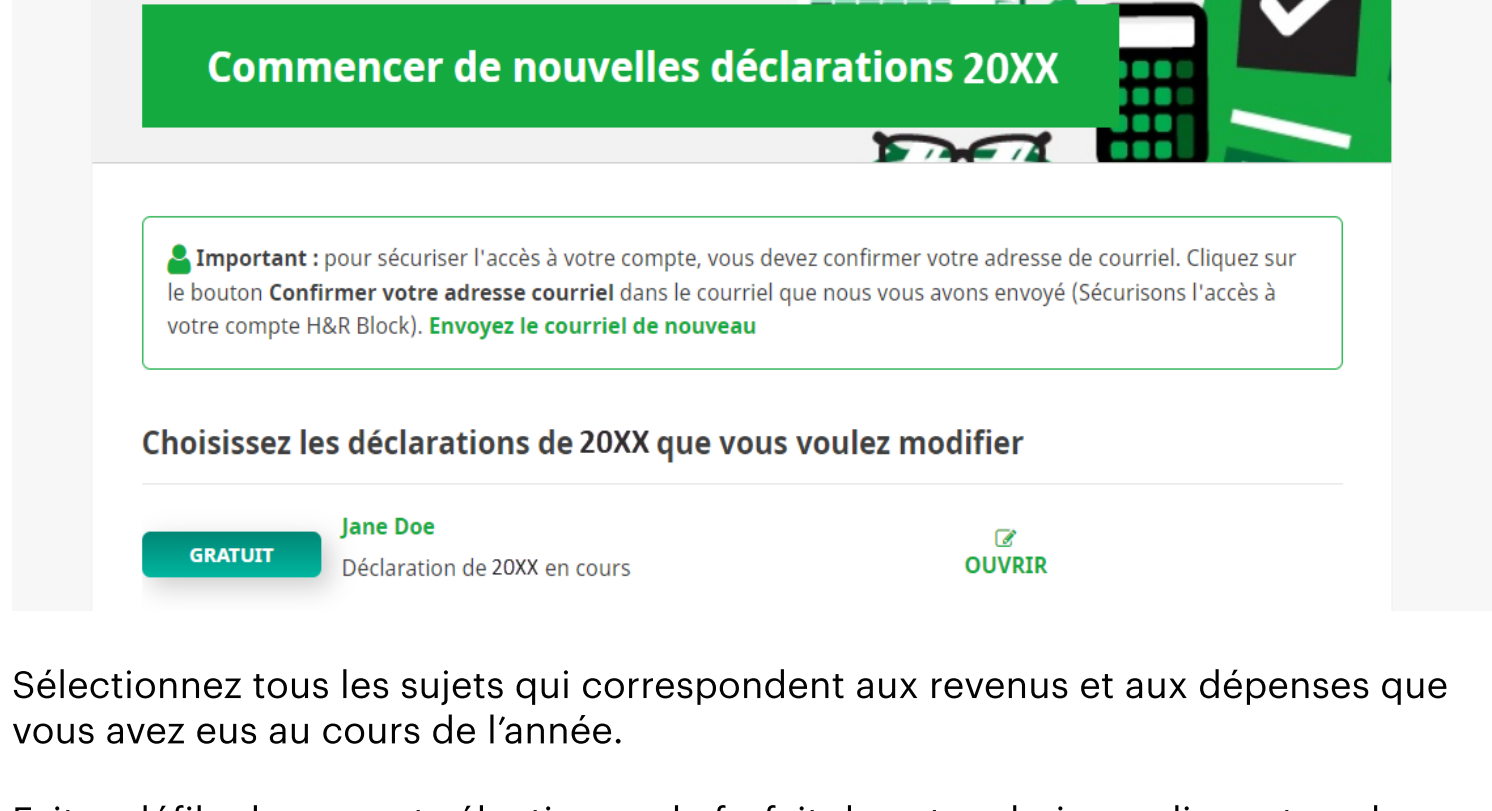 Commencer de nouvelles déclarations 20XX
Important : pour sécuriser l'accès à votre compte, vous devez confirmer votre adresse de courriel. Cliquez sur
le bouton Confirmer votre adresse courriel dans le courriel que nous vous avons envoyé (Sécurisons l'accès à
votre compte H&R Block). Envoyez le courriel de nouveau
Choisissez les déclarations de 20XX que vous voulez modifier
GRATUIT
Jane Doe
Déclaration de 20XX en cours
OUVRIR
Sélectionnez tous les sujets qui correspondent aux revenus et aux dépenses que
vous avez eus au cours de l’année.